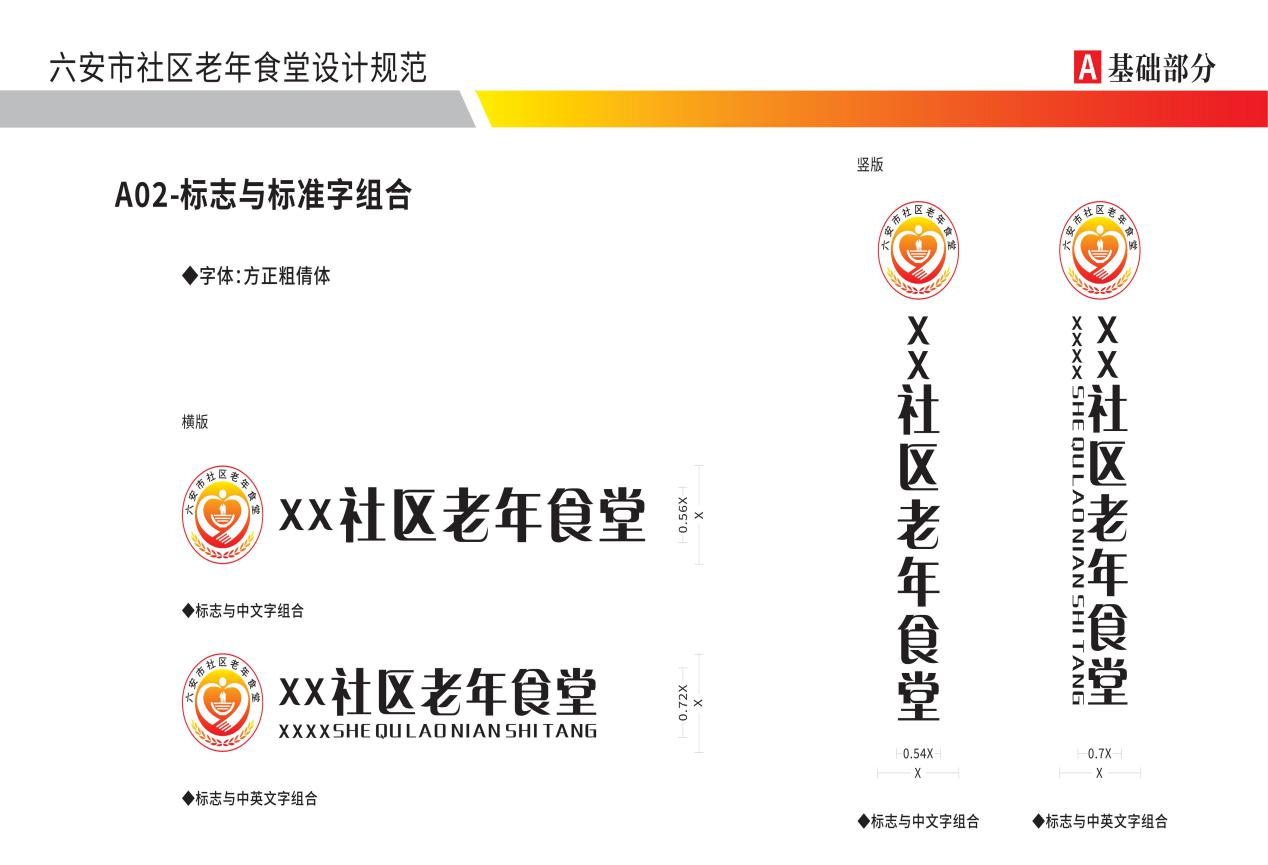 六安市社区老年食堂设计规范
A 基础部分
A02-标志与标准字组合
◆字体:方正粗倩体
横版
六安市社区老年食堂
XX社区老年食堂
0.56X
X
◆标志与中文字组合
六安市社区老年食堂
XX社区老年食堂
XXXXSHE QU LAO NIAN SHI TANG
0.72X
X
◆标志与中英文字组合
竖版
六安市社区老年食堂
XX社区老年食堂
0.54X
X
◆标志与中文字组合
六安市社区老年食堂
XX社区老年食堂
XXXXSHE QU LAO NIAN SHI TANG
0.7X
X
◆标志与中英文字组合